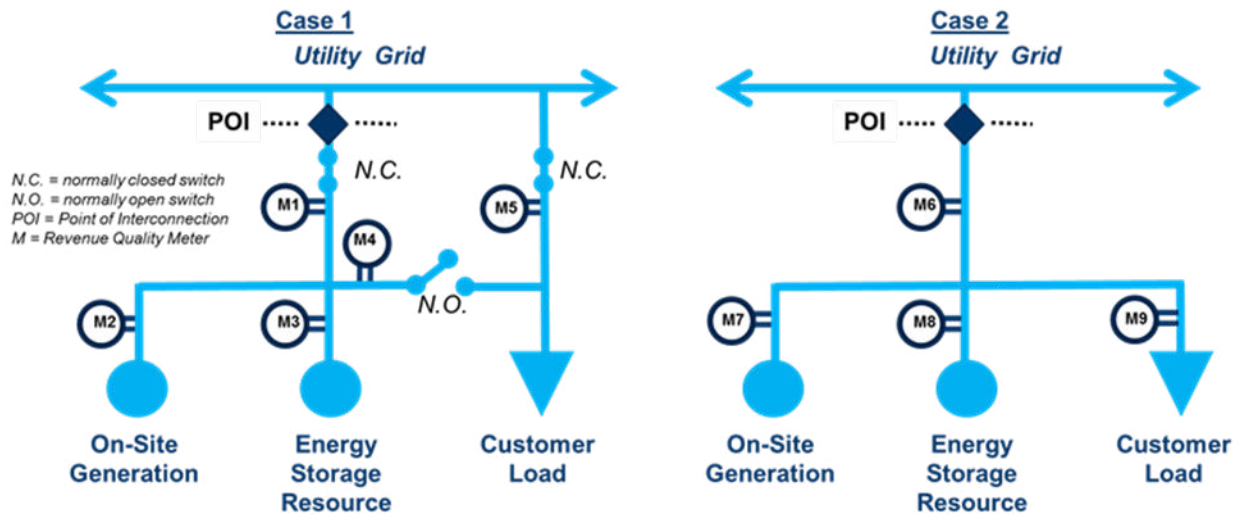 Case 1
Utility Grid
POI
N.C.
N.C.
N.C. = normally closed switch
N.O. = normally open switch
POI = Point of Interconnection
M = Revenue Quality Meter
M1
M5
M4
N.O.
M2
M3
On-Site
Generation
Energy
Storage
Resource
Customer
Load
Case 2
Utility Grid
POI
M6
M7
M8
M9
On-Site
Generation
Energy
Storage
Resource
Customer
Load